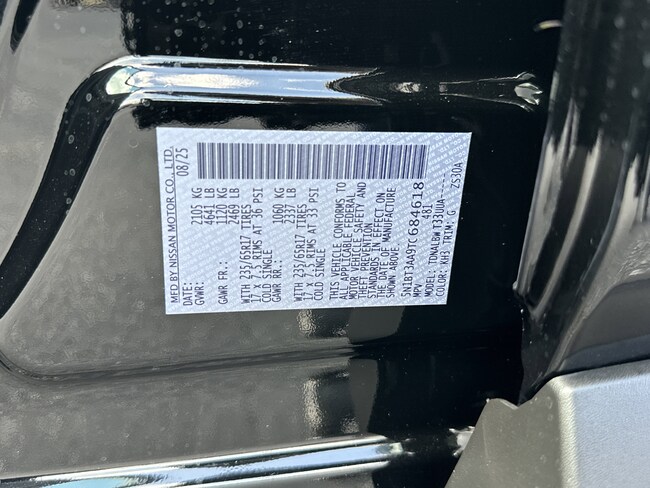 MFD BY NISSAN MOTOR CO., LTD.
DATE: 08/25
GVWR: 2105 KG
4641 LB
GAWR FR.: 1120 KG
2469 LB
WITH 235/65R17 TIRES
17 X 7.5 RIMS AT 36 PSI
COLD SINGLE
GAWR RR.: 1060 KG
2337 LB
WITH 235/65R17 TIRES
17 X 7.5 RIMS AT 33 PSI
COLD SINGLE
THIS VEHICLE CONFORMS TO
ALL APPLICABLE FEDERAL
MOTOR VEHICLE SAFETY AND
THEFT PREVENTION
STANDARDS IN EFFECT ON
THE DATE OF MANUFACTURE
SHOWN ABOVE.
5N1BT3AA9TC684618
MPV 481
MODEL: TDNALBWT33UUA-----
COLOR: KH3 TRIM: G ZS30A